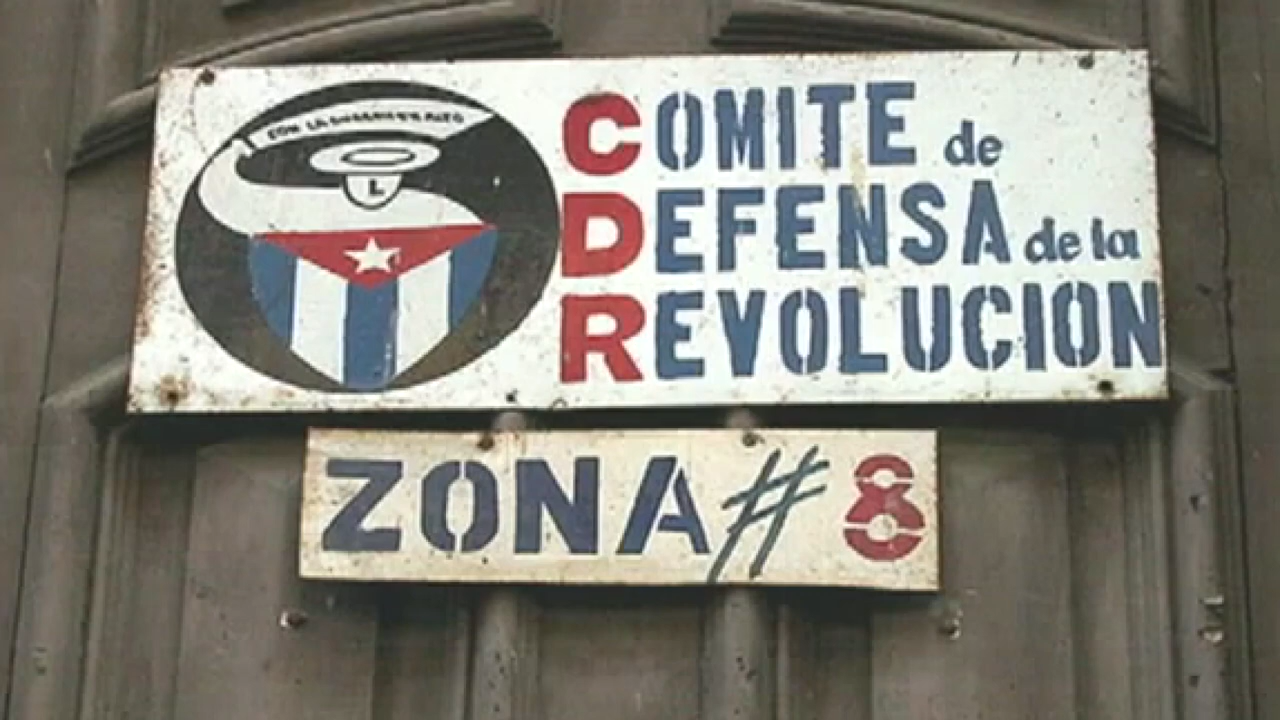 COMITE de
DEFENSA de la
REVOLUCION
L
ZONA # 8